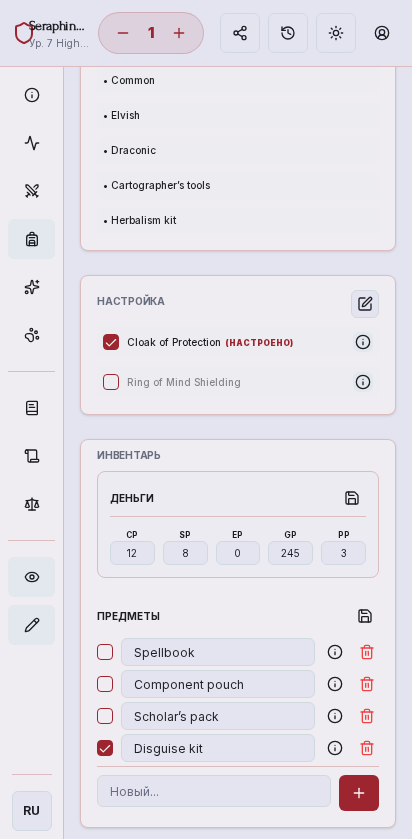 Seraphin...
Ур. 7 High...
1
• Common
• Elvish
• Draconic
• Cartographer's tools
• Herbalism kit
НАСТРОЙКА
Cloak of Protection (НАСТРОЕНО)
Ring of Mind Shielding
ИНВЕНТАРЬ
ДЕНЬГИ
CP SP EP GP PP
12 8 0 245 3
ПРЕДМЕТЫ
Spellbook
Component pouch
Scholar's pack
Disguise kit
Новый...
RU